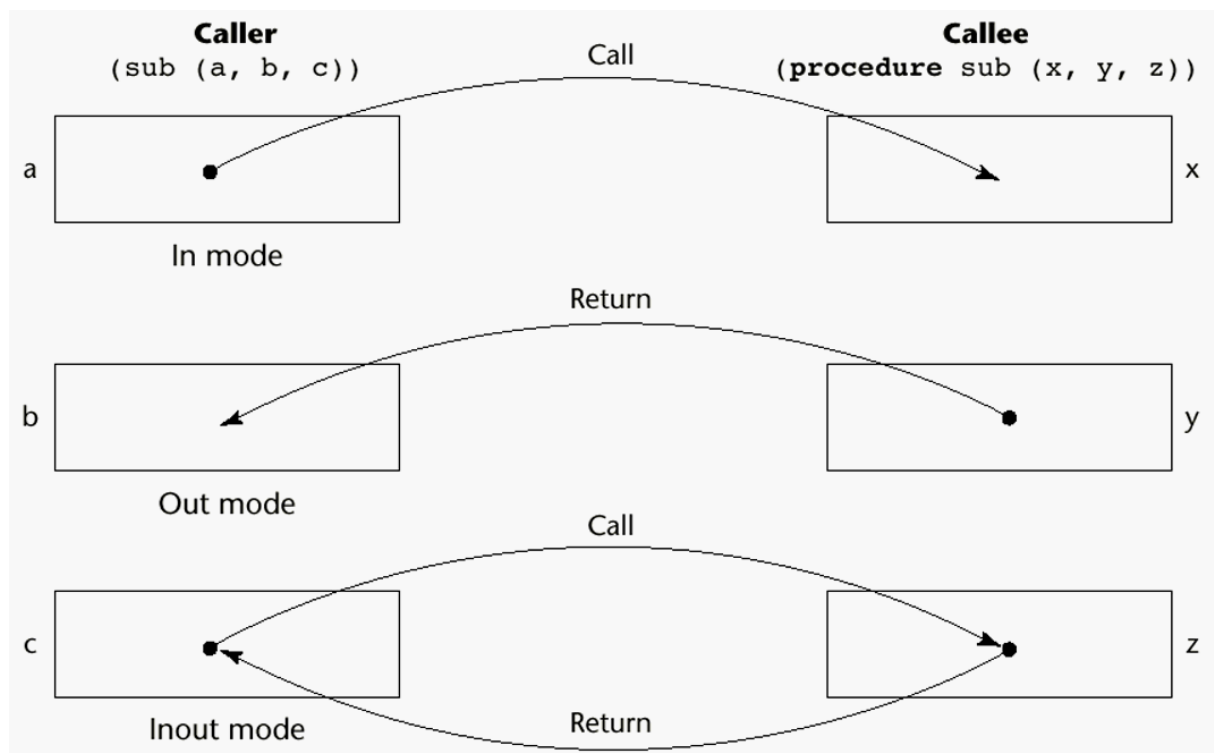 Caller
Callee
(sub (a, b, c))
Call
(procedure sub (x, y, z))
a
x
In mode
Return
b
y
Out mode
Call
c
z
Inout mode
Return